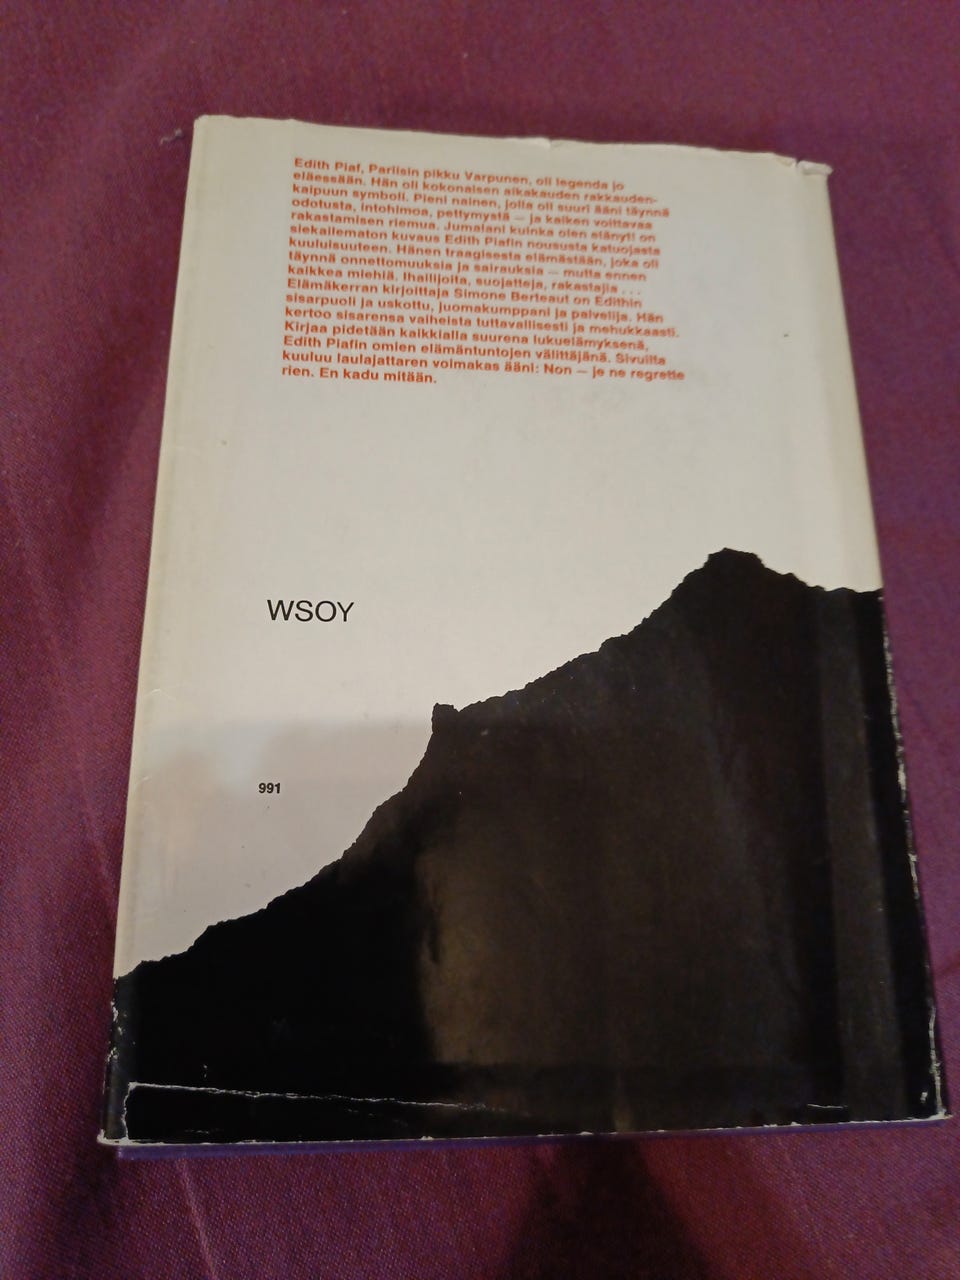 Edith Piaf, Pariisin pikku Varpunen, oli legenda jo
eläessään. Hän oli kokonaisen aikakauden rakkauden-
kaipuun symboli. Pieni nainen, jolla oli suuri ääni täynnä
odotusta, intohimoa, pettymystä — ja kaiken voittavaa
rakastamisen riemua. Jumalani kuinka olen elänyt! on
siekailematon kuvaus Edith Piafin noususta katuojasta
kuuluisuuteen. Hänen traagisesta elämästään, joka oli
täynnä onnettomuuksia ja sairauksia — mutta ennen
kaikkea miehiä. Ihailijoita, suojatteja, rakastajia . . .
Elämäkerran kirjoittaja Simone Berteaut on Edithin
sisarpuoli ja uskottu, juomakumppani ja palvelija. Hän
kertoo sisarensa vaiheista tuttavallisesti ja mehukkaasti.
Kirjaa pidetään kaikkialla suurena lukuelämyksenä,
Edith Piafin omien elämäntuntojen välittäjänä. Sivuilta
kuuluu laulajattaren voimakas ääni: Non — je ne regrette
rien. En kadu mitään.
WSOY
991